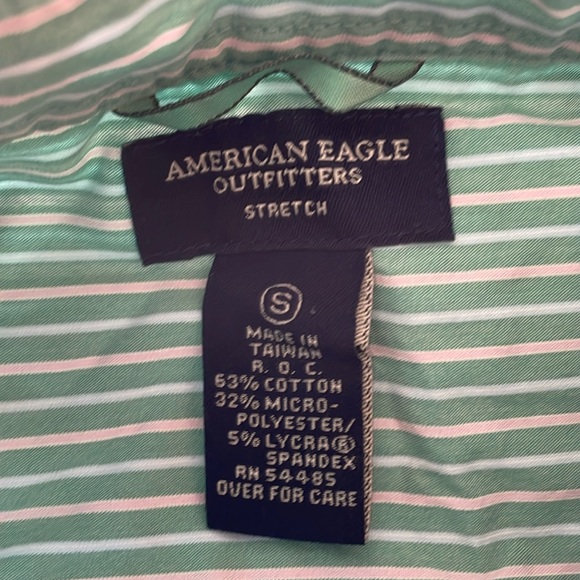 AMERICAN EAGLE
OUTFITTERS
STRETCH
S
MADE IN
TAIWAN
R. O. C.
63% COTTON
32% MICRO-
POLYESTER/
5% LYCRA®
SPANDEX
RN 54485
OVER FOR CARE